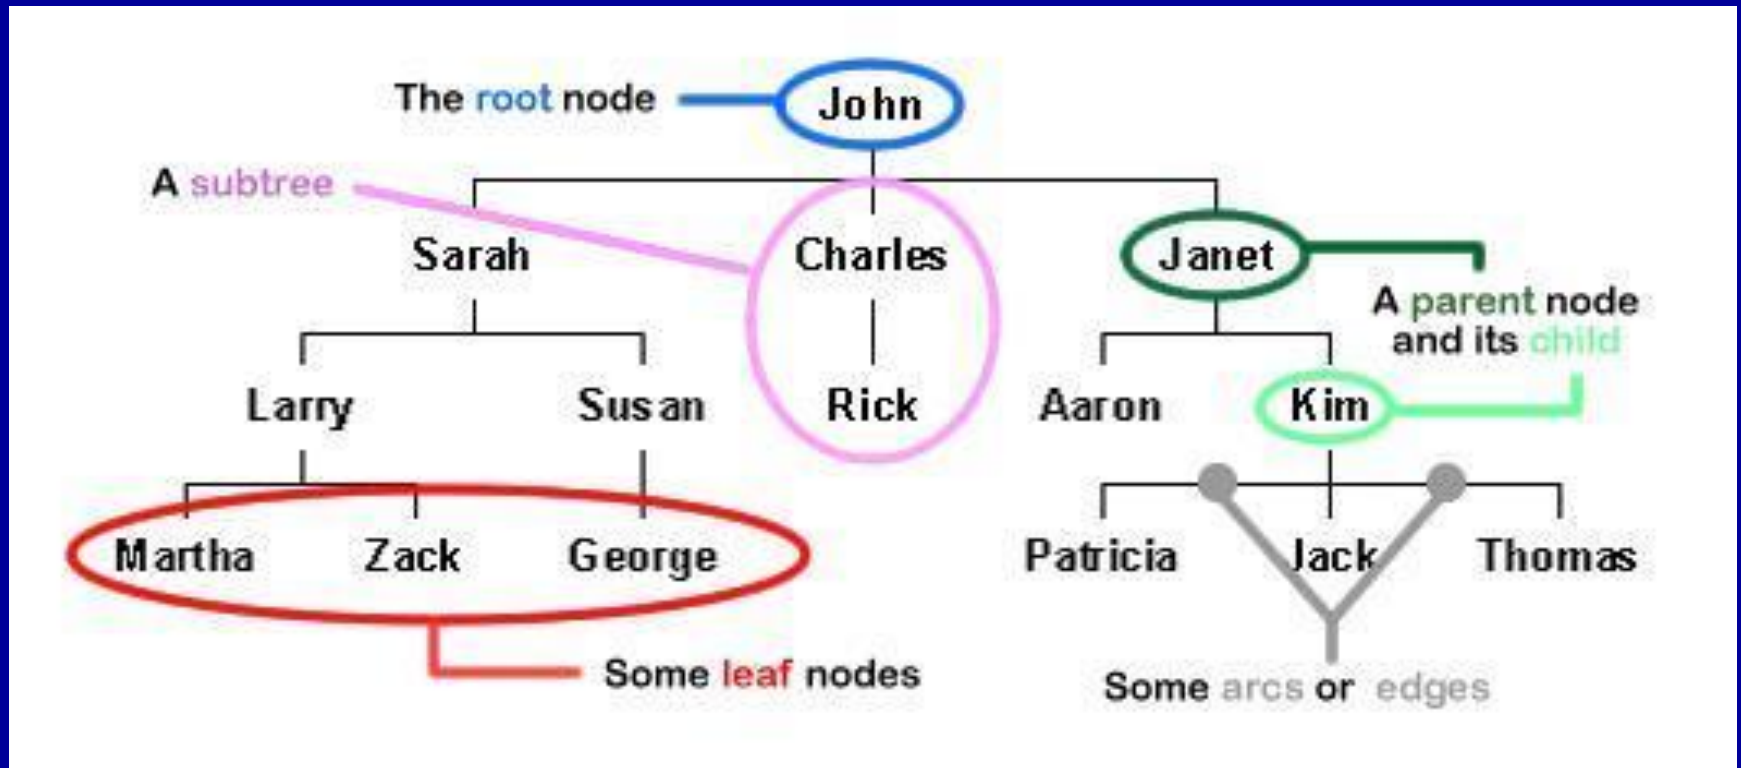 The root node
John
A subtree
Sarah
Charles
Janet
A parent node
and its child
Larry
Susan
Rick
Aaron
Kim
Martha
Zack
George
Patricia
Jack
Thomas
Some leaf nodes
Some arcs or edges